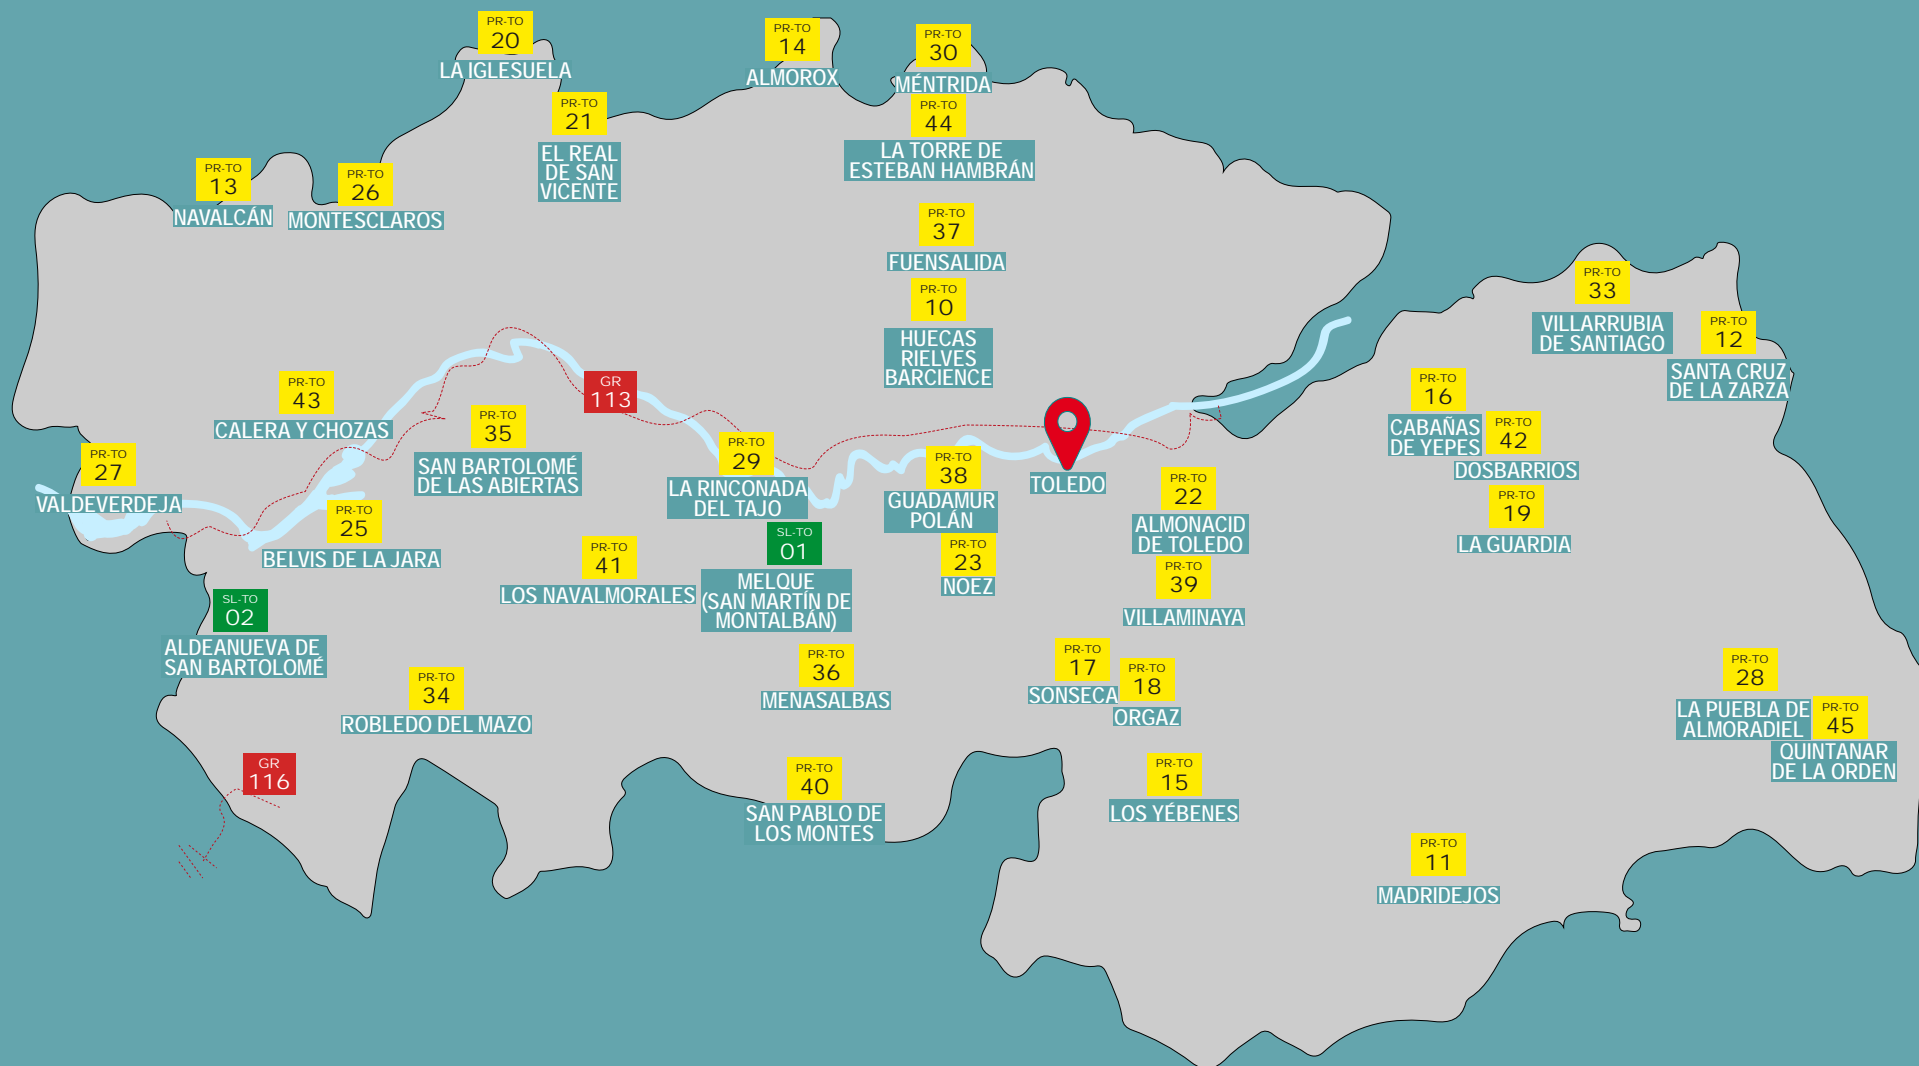 PR-TO
20
LA IGLESUELA
PR-TO
14
ALMOROX
PR-TO
30
MÉNTRIDA
PR-TO
21
EL REAL
DE SAN
VICENTE
PR-TO
44
LA TORRE DE
ESTEBAN HAMBRÁN
PR-TO
13
NAVALCÁN
PR-TO
26
MONTESCLAROS
PR-TO
37
FUENSALIDA
PR-TO
10
HUECAS
RIELVES
BARCIENCE
PR-TO
33
VILLARRUBIA
DE SANTIAGO
PR-TO
12
SANTA CRUZ
DE LA ZARZA
PR-TO
43
CALERA Y CHOZAS
GR
113
PR-TO
35
SAN BARTOLOMÉ
DE LAS ABIERTAS
PR-TO
16
CABAÑAS
DE YEPES
PR-TO
42
DOSBARRIOS
PR-TO
27
VALDEVERDEJA
PR-TO
29
LA RINCONADA
DEL TAJO
PR-TO
38
GUADAMUR
POLÁN
TOLEDO
PR-TO
22
ALMONACID
DE TOLEDO
PR-TO
19
LA GUARDIA
PR-TO
25
BELVIS DE LA JARA
PR-TO
41
LOS NAVALMORALES
SL-TO
01
MELQUE
(SAN MARTÍN DE
MONTALBÁN)
PR-TO
23
NOEZ
PR-TO
39
VILLAMINAYA
SL-TO
02
ALDEANUEVA DE
SAN BARTOLOMÉ
PR-TO
34
ROBLEDO DEL MAZO
PR-TO
36
MENASALBAS
PR-TO
17
SONSECA
PR-TO
18
ORGAZ
PR-TO
28
LA PUEBLA DE
ALMORADIEL
PR-TO
45
QUINTANAR
DE LA ORDEN
GR
116
PR-TO
40
SAN PABLO DE
LOS MONTES
PR-TO
15
LOS YÉBENES
PR-TO
11
MADRIDEJOS